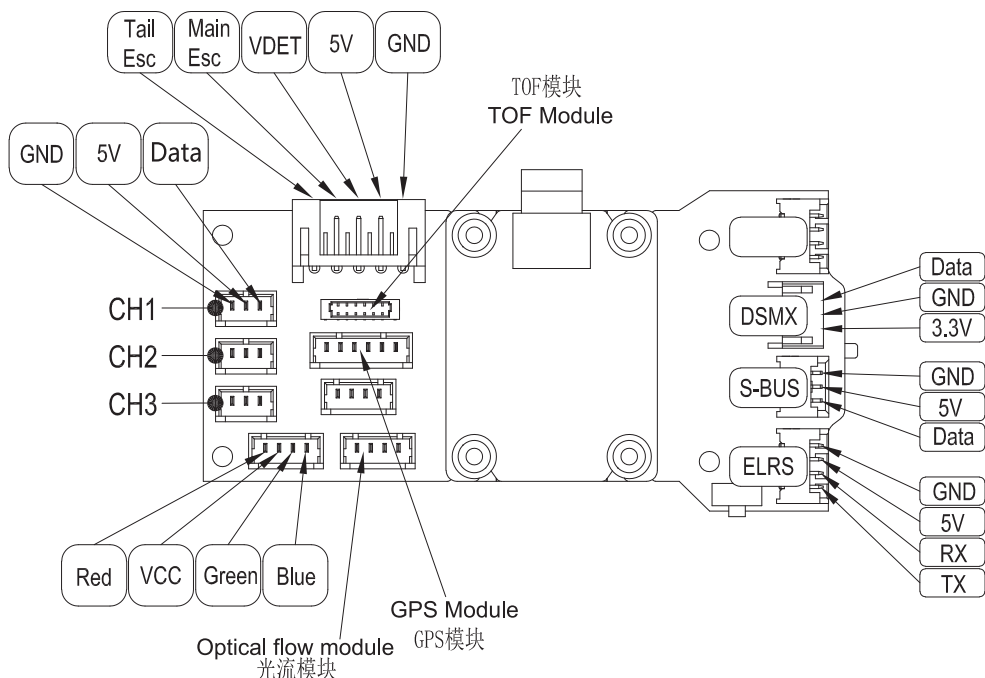 Tail
Esc
Main
Esc
VDET
5V
GND
TOF模块
TOF Module
GND
5V
Data
CH1
CH2
CH3
DSMX
Data
GND
3.3V
S-BUS
GND
5V
Data
ELRS
GND
5V
RX
TX
Red
VCC
Green
Blue
GPS Module
GPS模块
Optical flow module
光流模块